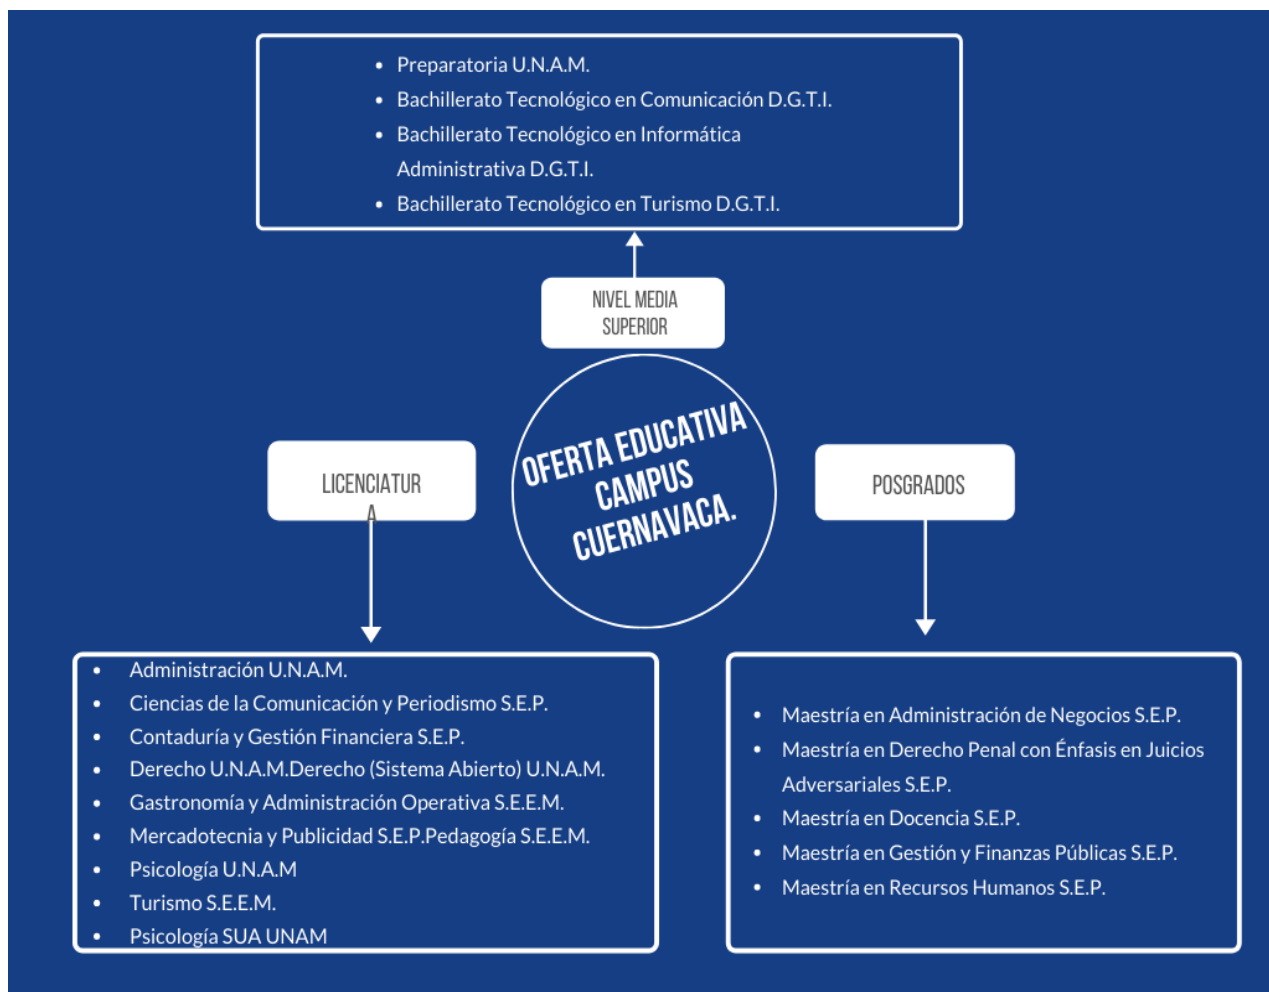 • Preparatoria U.N.A.M.
• Bachillerato Tecnológico en Comunicación D.G.T.I.
• Bachillerato Tecnológico en Informática
Administrativa D.G.T.I.
• Bachillerato Tecnológico en Turismo D.G.T.I.
NIVEL MEDIA
SUPERIOR
OFERTA EDUCATIVA
CAMPUS
CUERNAVACA.
LICENCIATUR
A
POSGRADOS
• Administración U.N.A.M.
• Ciencias de la Comunicación y Periodismo S.E.P.
• Contaduría y Gestión Financiera S.E.P.
• Derecho U.N.A.M.Derecho (Sistema Abierto) U.N.A.M.
• Gastronomía y Administración Operativa S.E.E.M.
• Mercadotecnia y Publicidad S.E.P.Pedagogía S.E.E.M.
• Psicología U.N.A.M
• Turismo S.E.E.M.
• Psicología SUA UNAM
• Maestría en Administración de Negocios S.E.P.
• Maestría en Derecho Penal con Énfasis en Juicios
Adversariales S.E.P.
• Maestría en Docencia S.E.P.
• Maestría en Gestión y Finanzas Públicas S.E.P.
• Maestría en Recursos Humanos S.E.P.